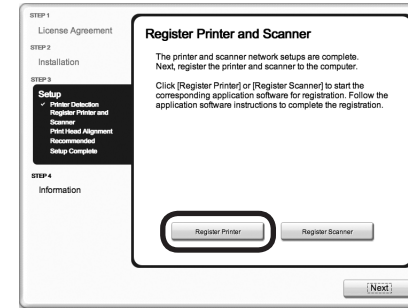 STEP 1
License Agreement
STEP 2
Installation
STEP 3
Setup
✓ Printer Detection
Register Printer and
Scanner
Print Head Alignment
Recommended
Setup Complete
STEP 4
Information
Register Printer and Scanner
The printer and scanner network setups are complete.
Next, register the printer and scanner to the computer.
Click [Register Printer] or [Register Scanner] to start the
corresponding application software for registration. Follow the
application software instructions to complete the registration.
Register Printer
Register Scanner
Next